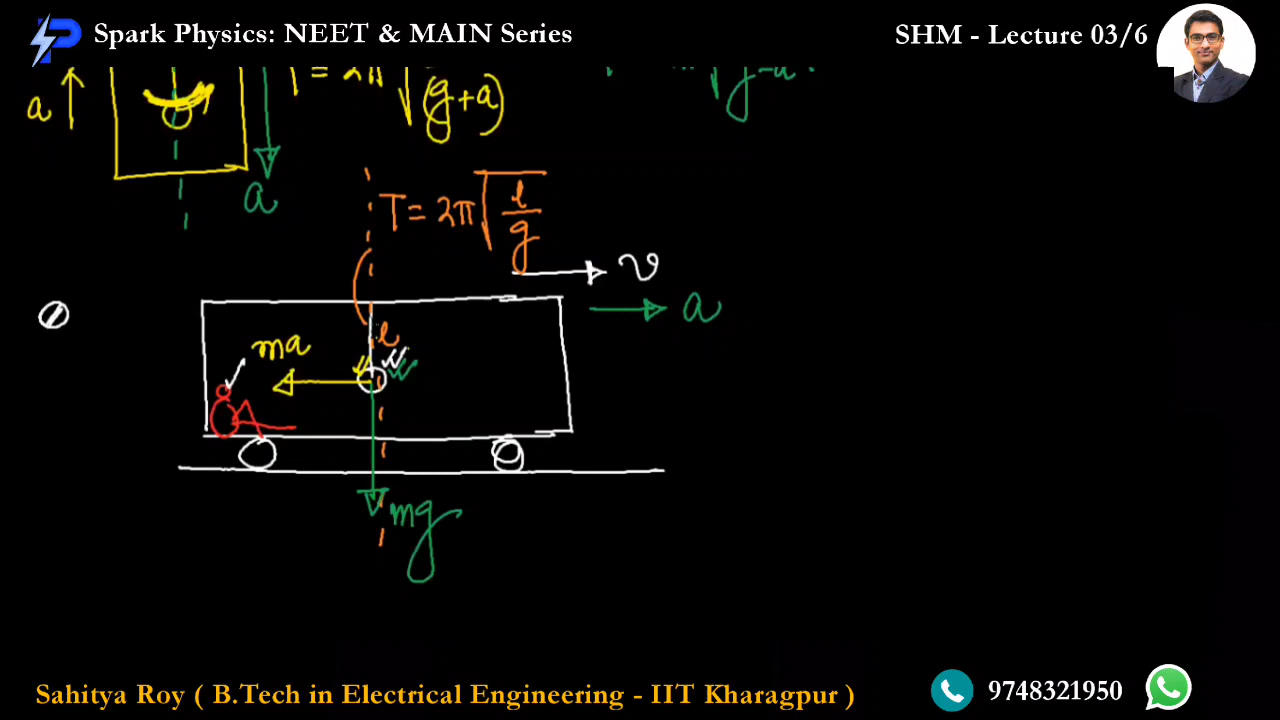 Spark Physics: NEET & MAIN Series
SHM - Lecture 03/6
a
(g+a)
a
T = 2π√(l/g)
v
a
l
ma
mg
Sahitya Roy ( B.Tech in Electrical Engineering - IIT Kharagpur )
9748321950